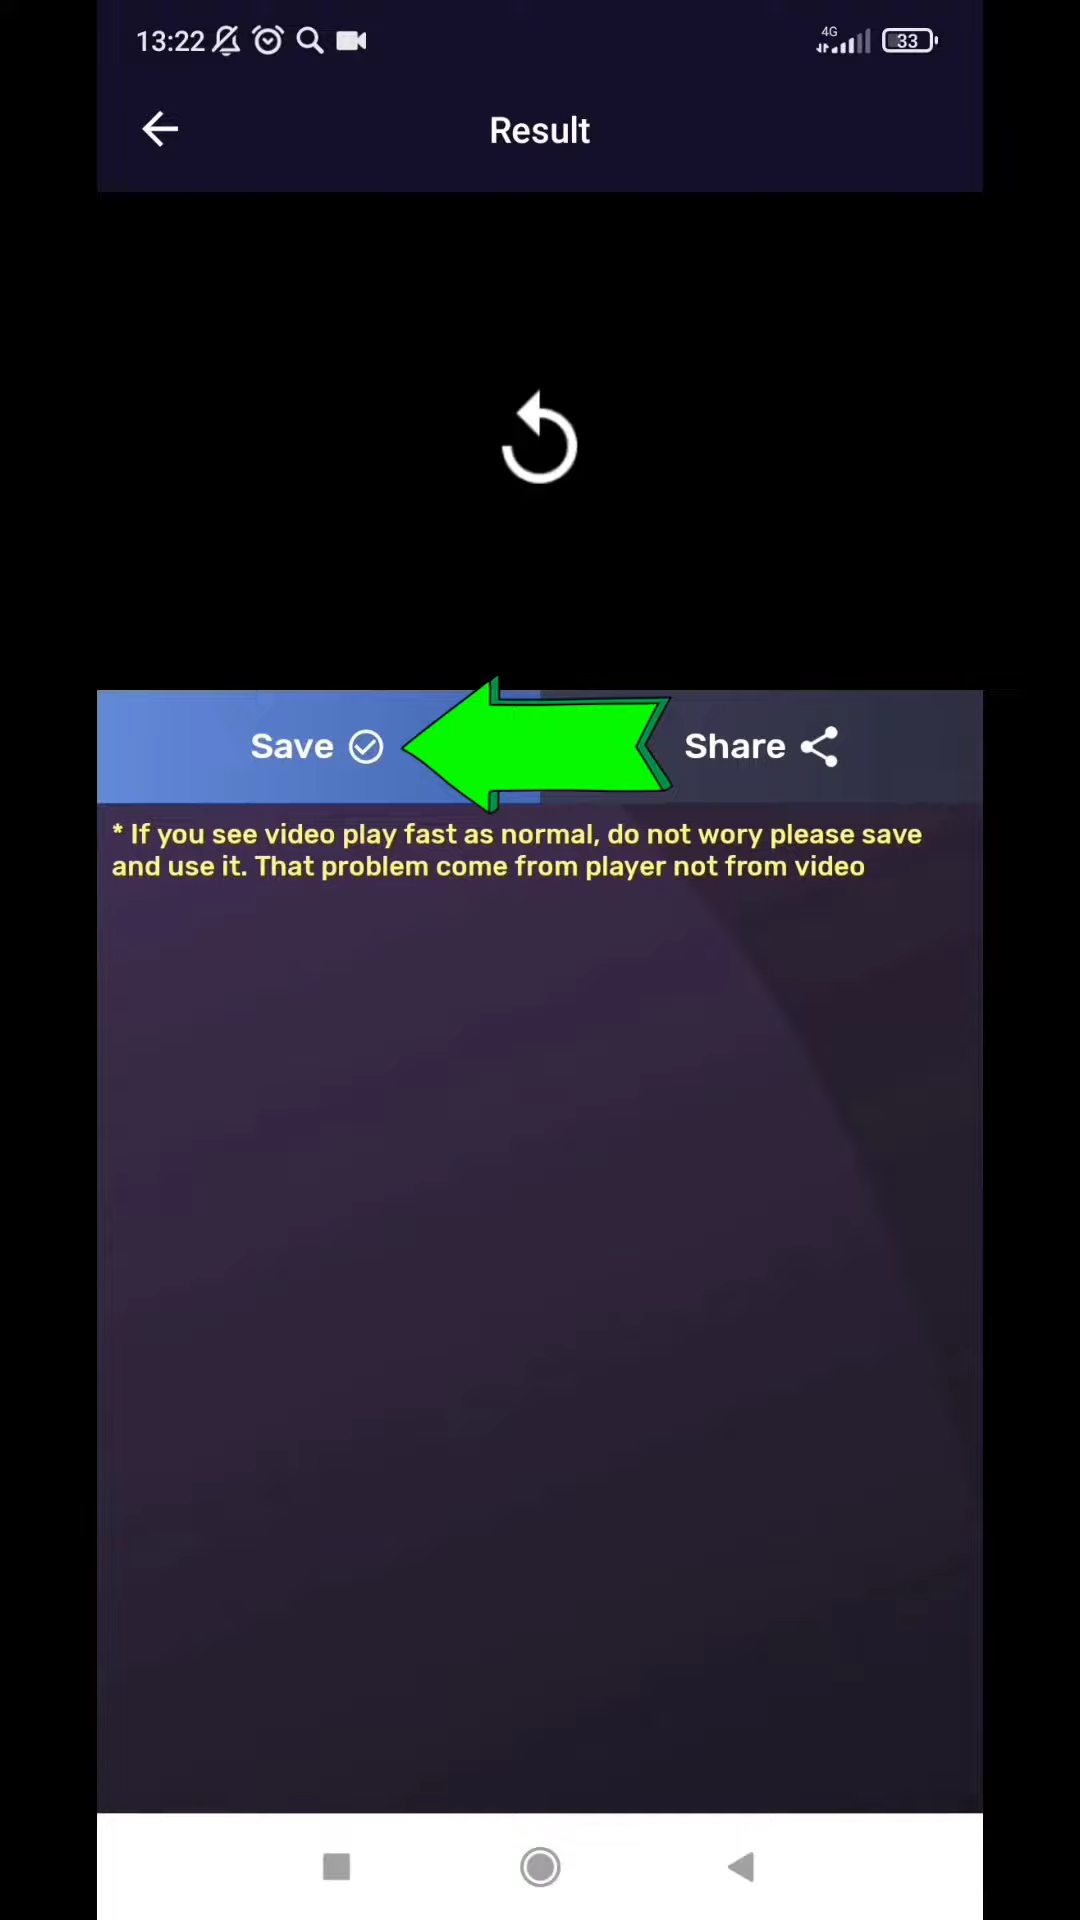 13:22 4G 33
Result
Save Share
* If you see video play fast as normal, do not wory please save
and use it. That problem come from player not from video